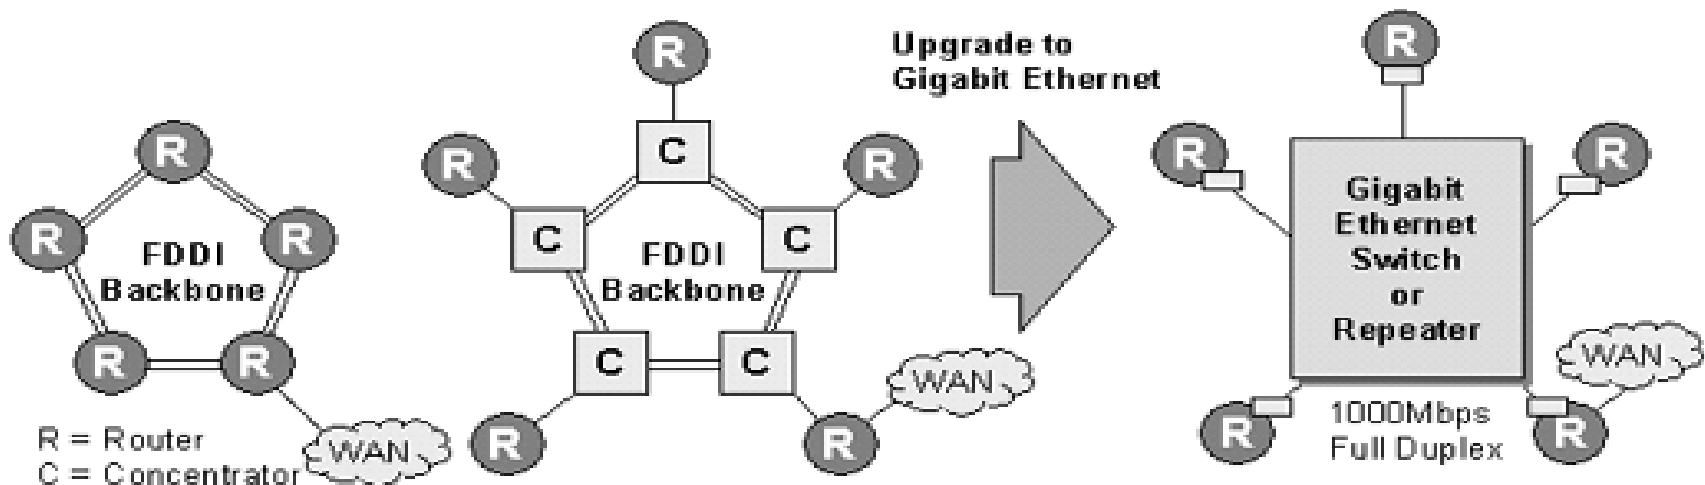 R
R
R
R
R
FDDI
Backbone
WAN
R = Router
C = Concentrator
R
R
R
C
C
C
FDDI
Backbone
C
C
R
R
WAN
Upgrade to
Gigabit Ethernet
R
R
R
Gigabit
Ethernet
Switch
or
Repeater
WAN
R
R
1000Mbps
Full Duplex